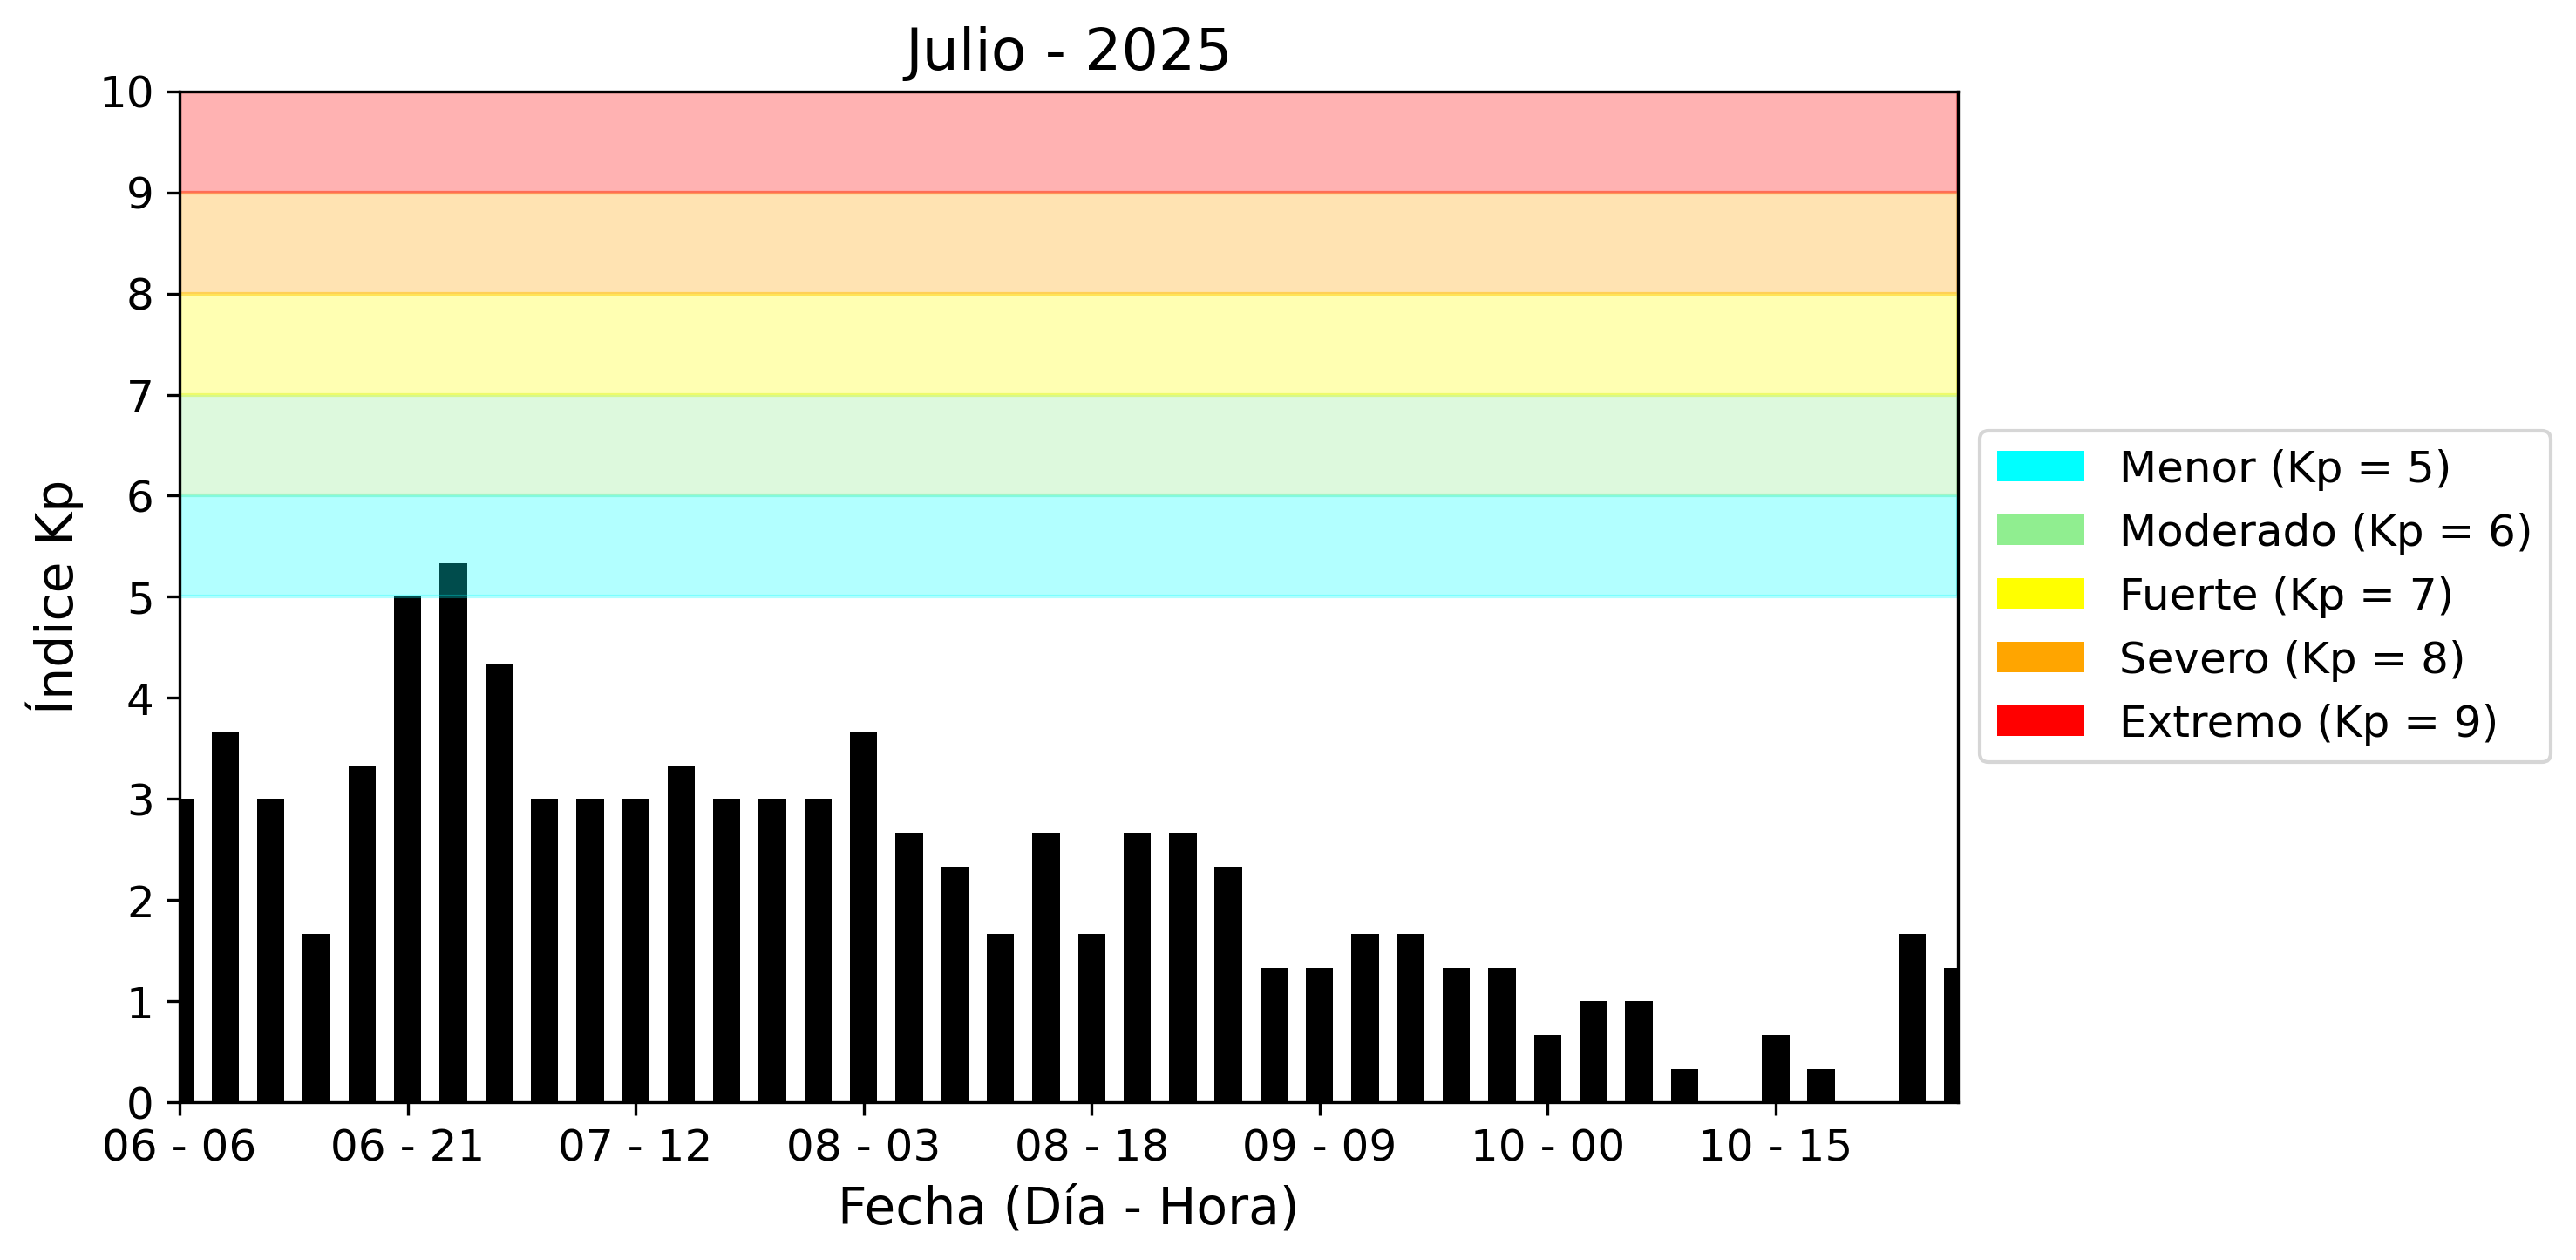 Julio - 2025
10
9
8
7
6
5
4
3
2
1
0
Índice Kp
06 - 06 06 - 21 07 - 12 08 - 03 08 - 18 09 - 09 10 - 00 10 - 15
Fecha (Día - Hora)
Menor (Kp = 5)
Moderado (Kp = 6)
Fuerte (Kp = 7)
Severo (Kp = 8)
Extremo (Kp = 9)